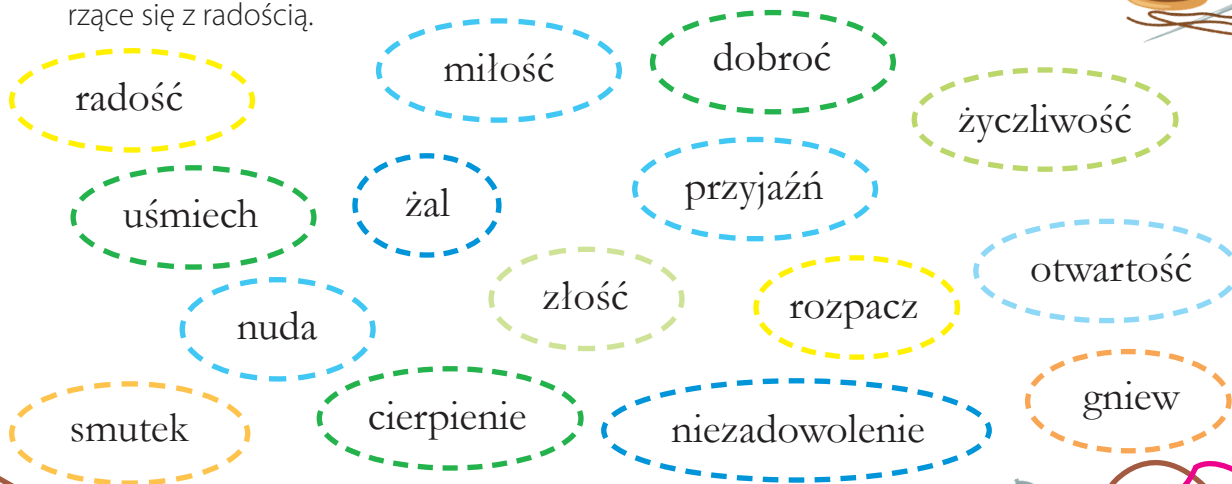 rzące się z radością.
radość
miłość
dobroć
życzliwość
uśmiech
żal
przyjaźń
otwartość
nuda
złość
rozpacz
smutek
cierpienie
niezadowolenie
gniew